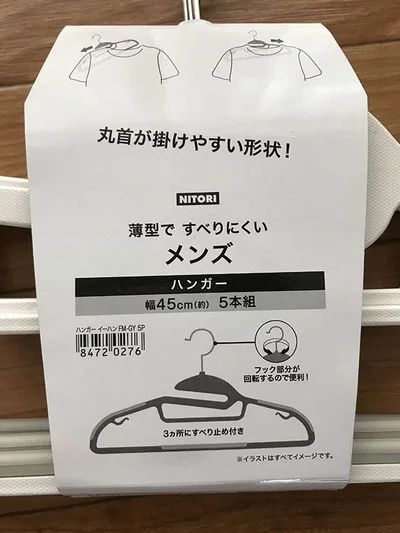 丸首が掛けやすい形状!
NITORI
薄型で すべりにくい
メンズ
ハンガー
幅45cm(約) 5本組
ハンガー イーハン FM-GY 5P
84720276
フック部分が
回転するので便利!
3ヵ所にすべり止め付き
※イラストはすべてイメージです。